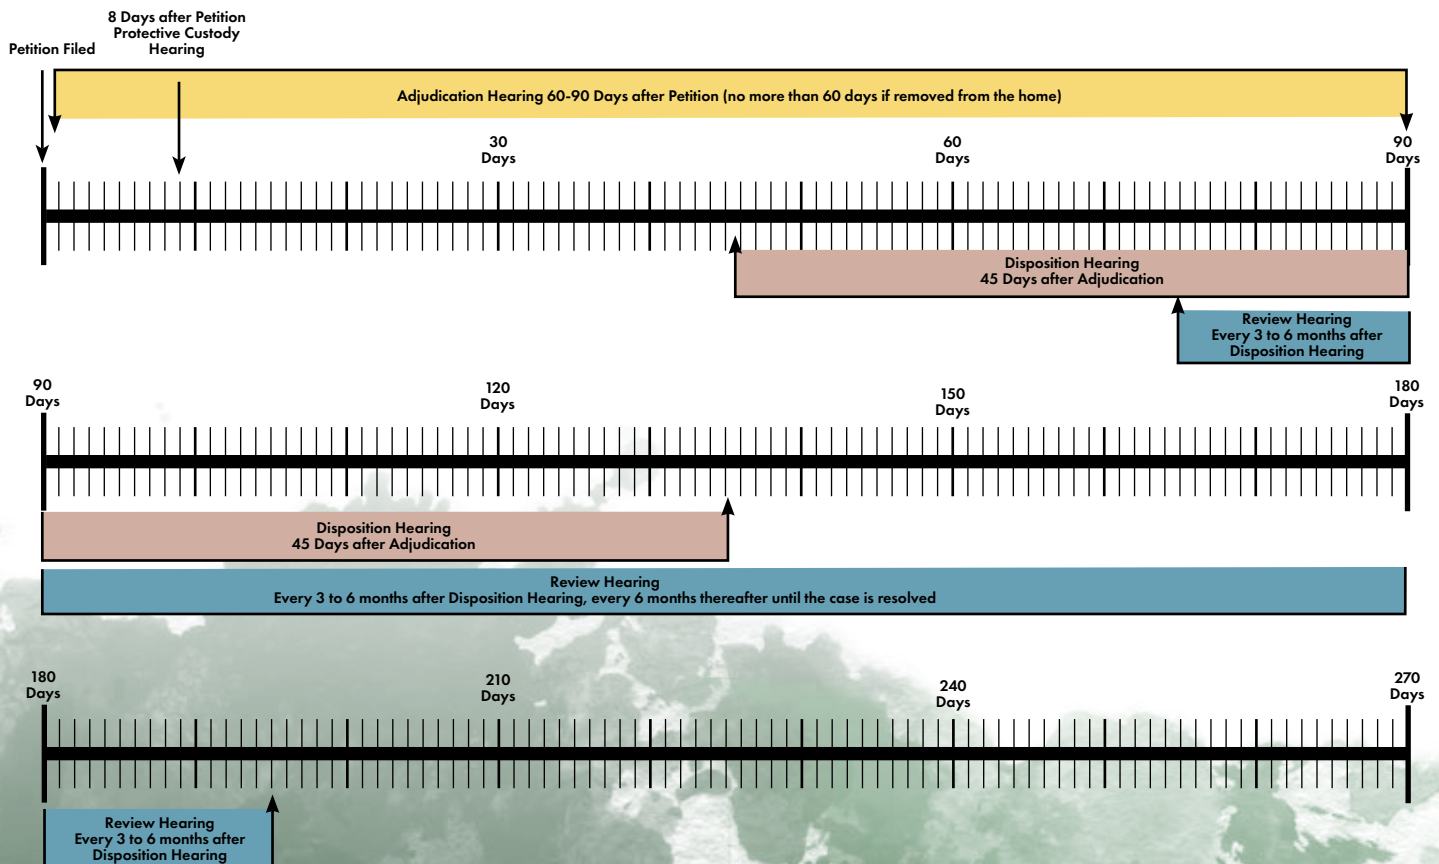 8 Days after Petition
Protective Custody
Hearing
Petition Filed
Adjudication Hearing 60-90 Days after Petition (no more than 60 days if removed from the home)
30
Days
60
Days
90
Days
Disposition Hearing
45 Days after Adjudication
Review Hearing
Every 3 to 6 months after
Disposition Hearing
90
Days
120
Days
150
Days
180
Days
Disposition Hearing
45 Days after Adjudication
Review Hearing
Every 3 to 6 months after Disposition Hearing, every 6 months thereafter until the case is resolved
180
Days
210
Days
240
Days
270
Days
Review Hearing
Every 3 to 6 months after
Disposition Hearing